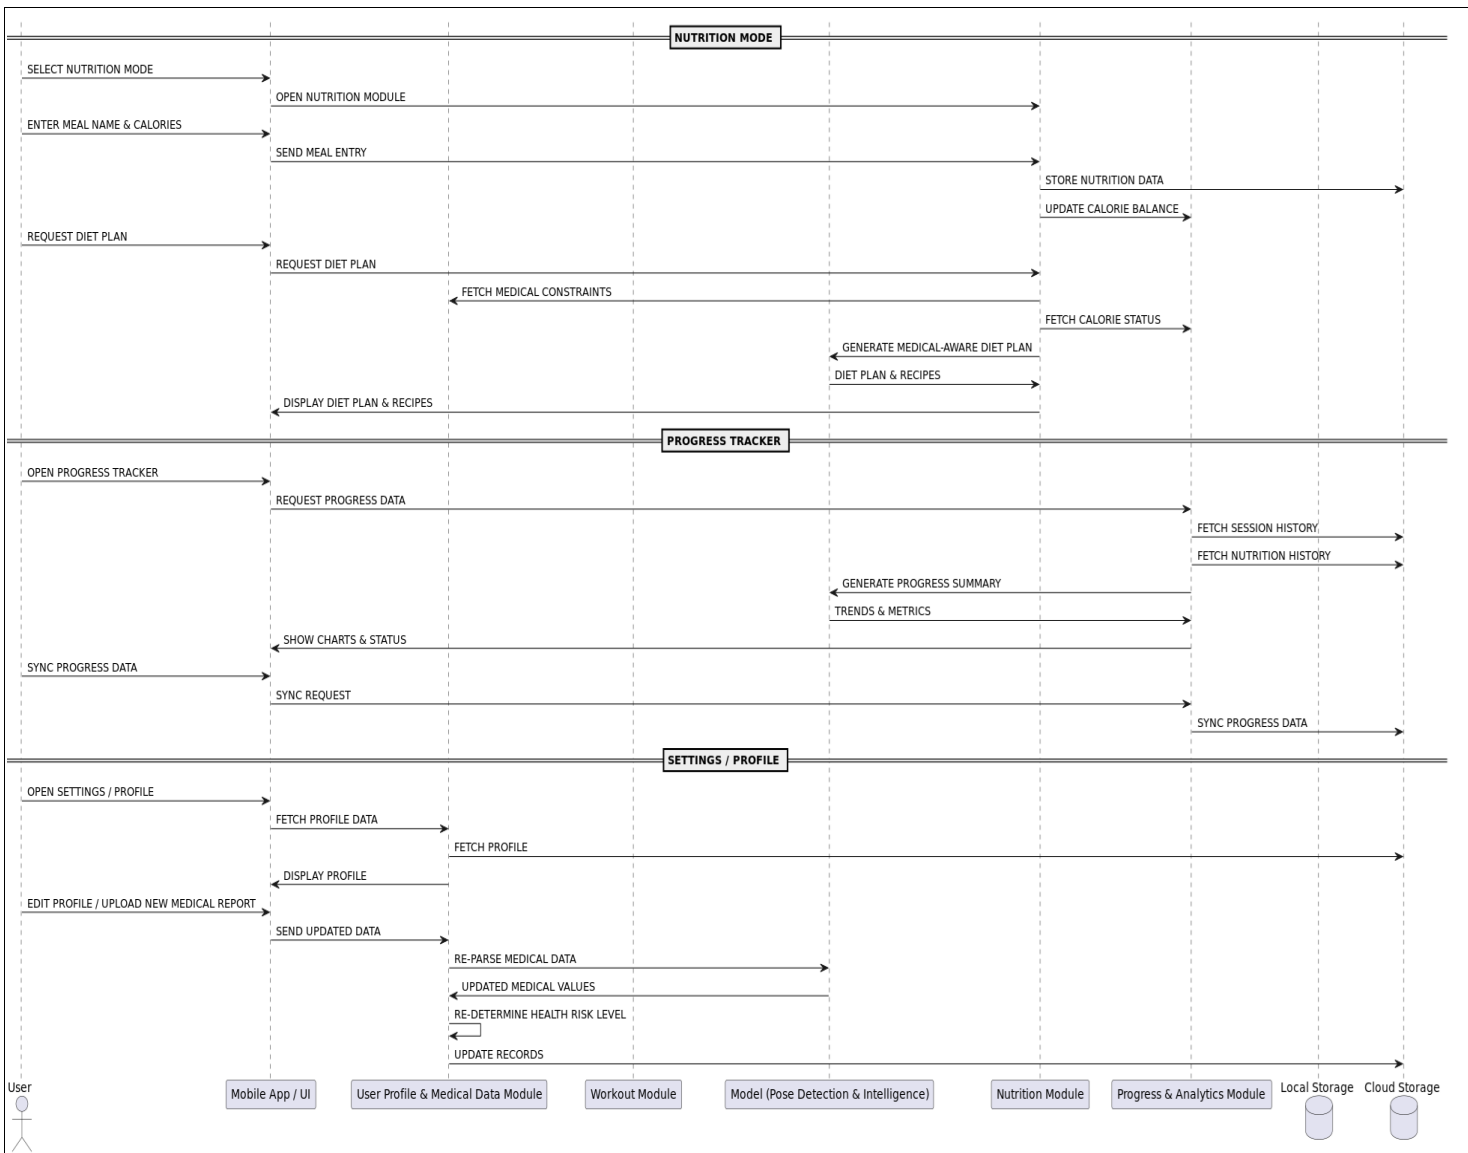 NUTRITION MODE
SELECT NUTRITION MODE
OPEN NUTRITION MODULE
ENTER MEAL NAME & CALORIES
SEND MEAL ENTRY
STORE NUTRITION DATA
UPDATE CALORIE BALANCE
REQUEST DIET PLAN
REQUEST DIET PLAN
FETCH MEDICAL CONSTRAINTS
FETCH CALORIE STATUS
GENERATE MEDICAL-AWARE DIET PLAN
DIET PLAN & RECIPES
DISPLAY DIET PLAN & RECIPES
PROGRESS TRACKER
OPEN PROGRESS TRACKER
REQUEST PROGRESS DATA
FETCH SESSION HISTORY
FETCH NUTRITION HISTORY
GENERATE PROGRESS SUMMARY
TRENDS & METRICS
SHOW CHARTS & STATUS
SYNC PROGRESS DATA
SYNC REQUEST
SYNC PROGRESS DATA
SETTINGS / PROFILE
OPEN SETTINGS / PROFILE
FETCH PROFILE DATA
FETCH PROFILE
DISPLAY PROFILE
EDIT PROFILE / UPLOAD NEW MEDICAL REPORT
SEND UPDATED DATA
RE-PARSE MEDICAL DATA
UPDATED MEDICAL VALUES
RE-DETERMINE HEALTH RISK LEVEL
UPDATE RECORDS
User
Mobile App / UI
User Profile & Medical Data Module
Workout Module
Model (Pose Detection & Intelligence)
Nutrition Module
Progress & Analytics Module
Local Storage
Cloud Storage